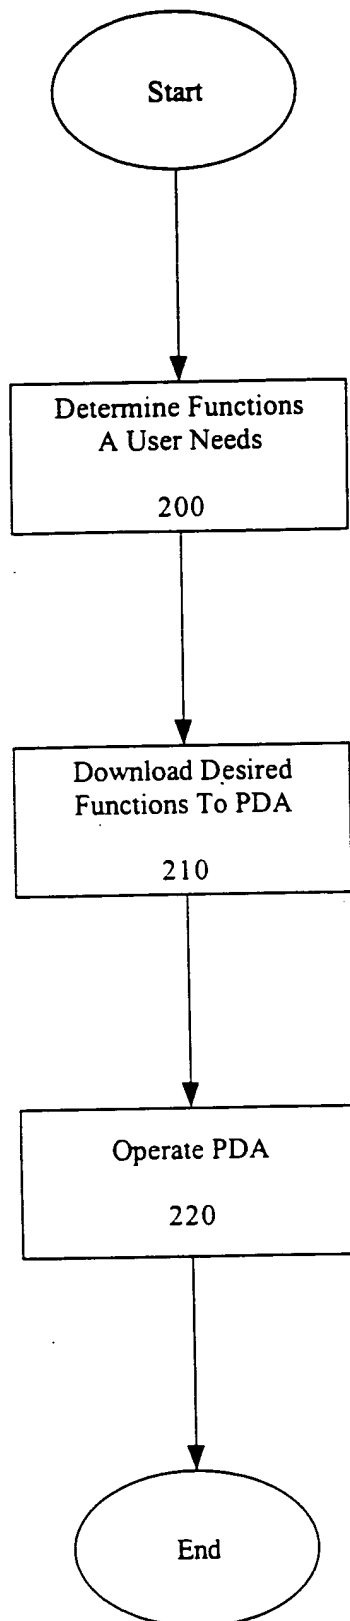 Start
Determine Functions
A User Needs
200
Download Desired
Functions To PDA
210
Operate PDA
220
End